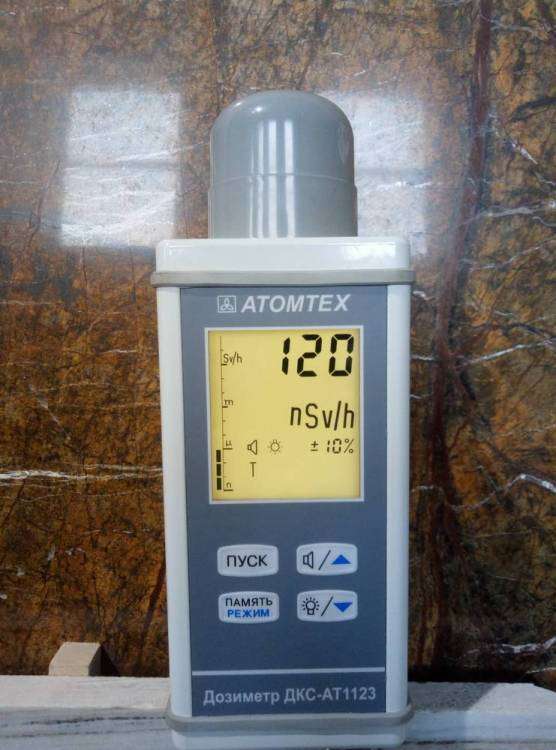 ATOMTEX
120
Sv/h
nSv/h
m
µ
± 10%
T
n
ПУСК
ПАМЯТЬ
РЕЖИМ
Дозиметр ДКС-АТ1123